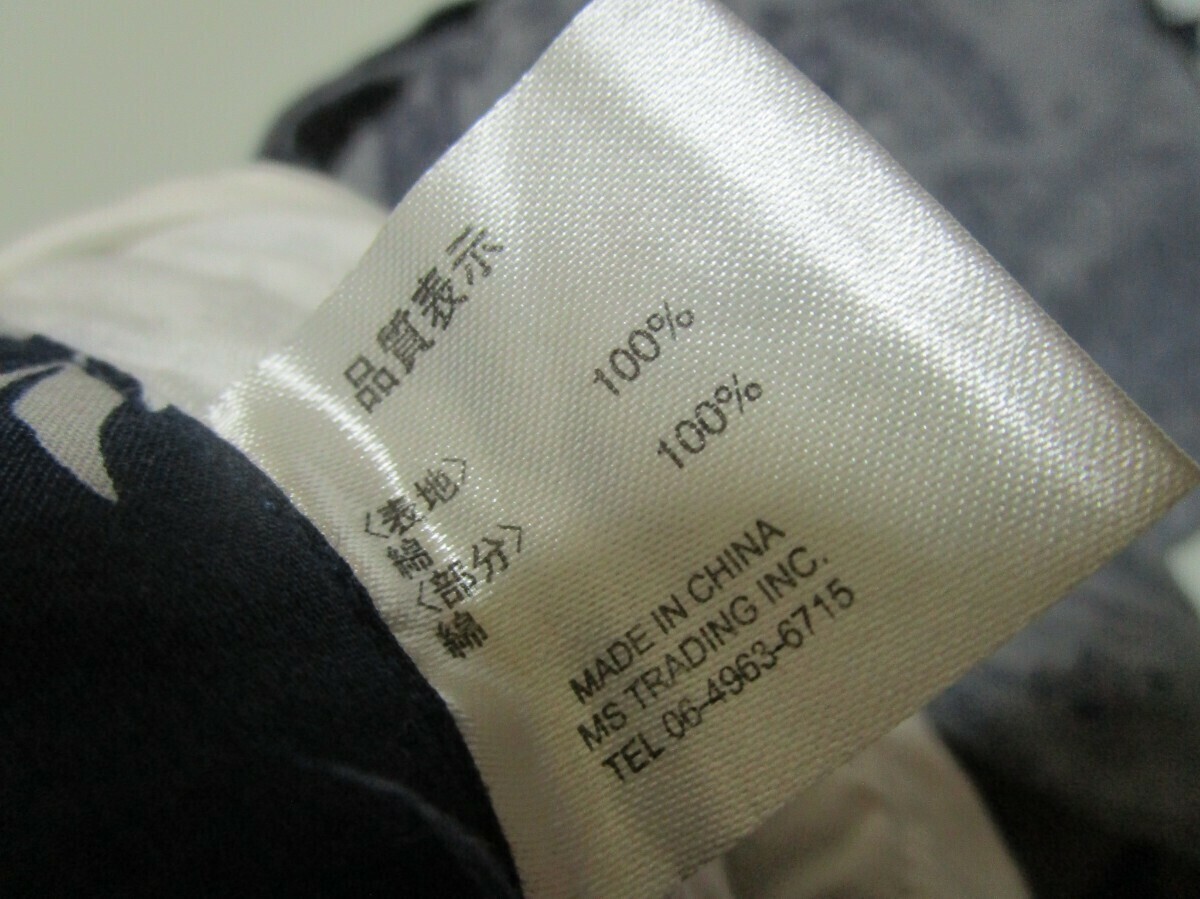 品質表示
〈表地〉
綿 100%
〈部分〉
綿 100%
MADE IN CHINA
MS TRADING INC.
TEL 06-4963-6715